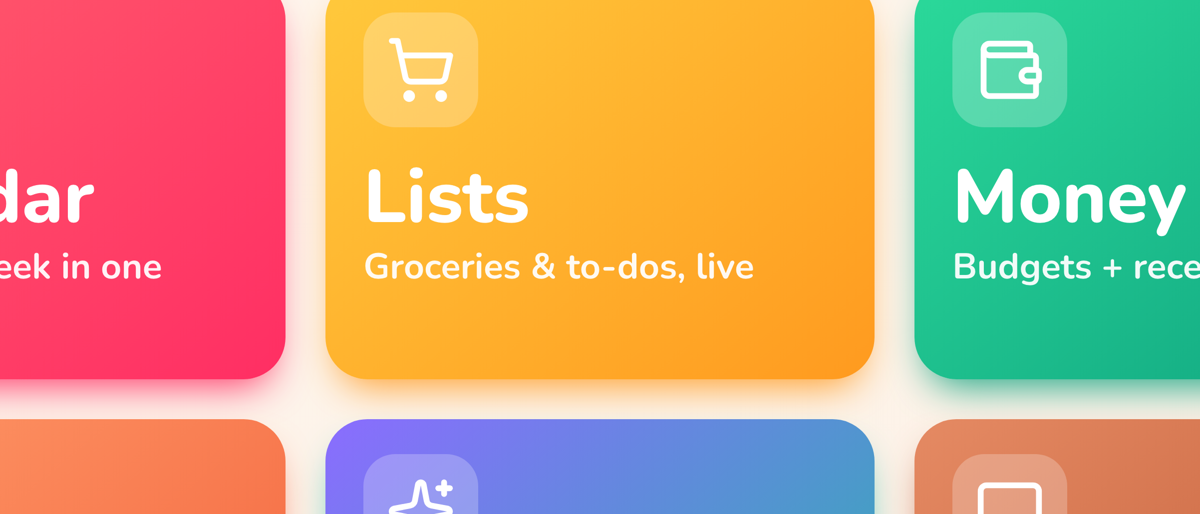 dar
eek in one
Lists
Groceries & to-dos, live
Money
Budgets + rece